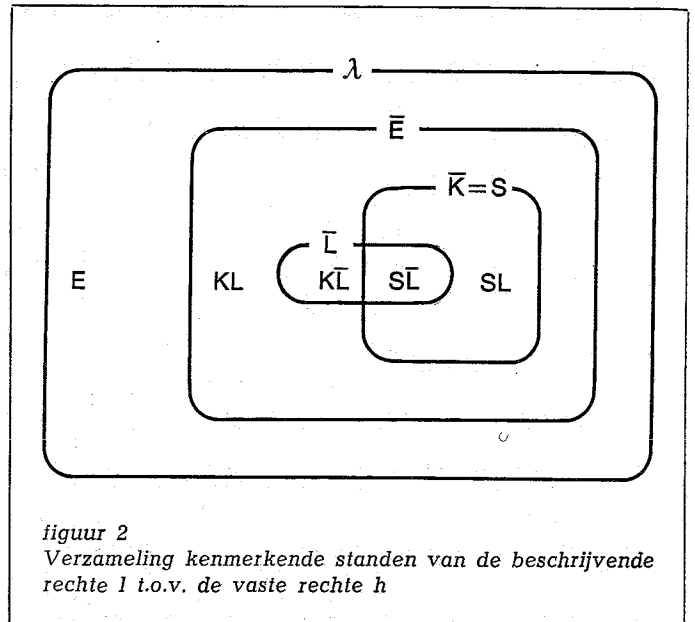 λ
E̅
K̅=S
L̅
E KL KL̅ SL̅ SL
figuur 2
Verzameling kenmerkende standen van de beschrijvende
rechte l t.o.v. de vaste rechte h